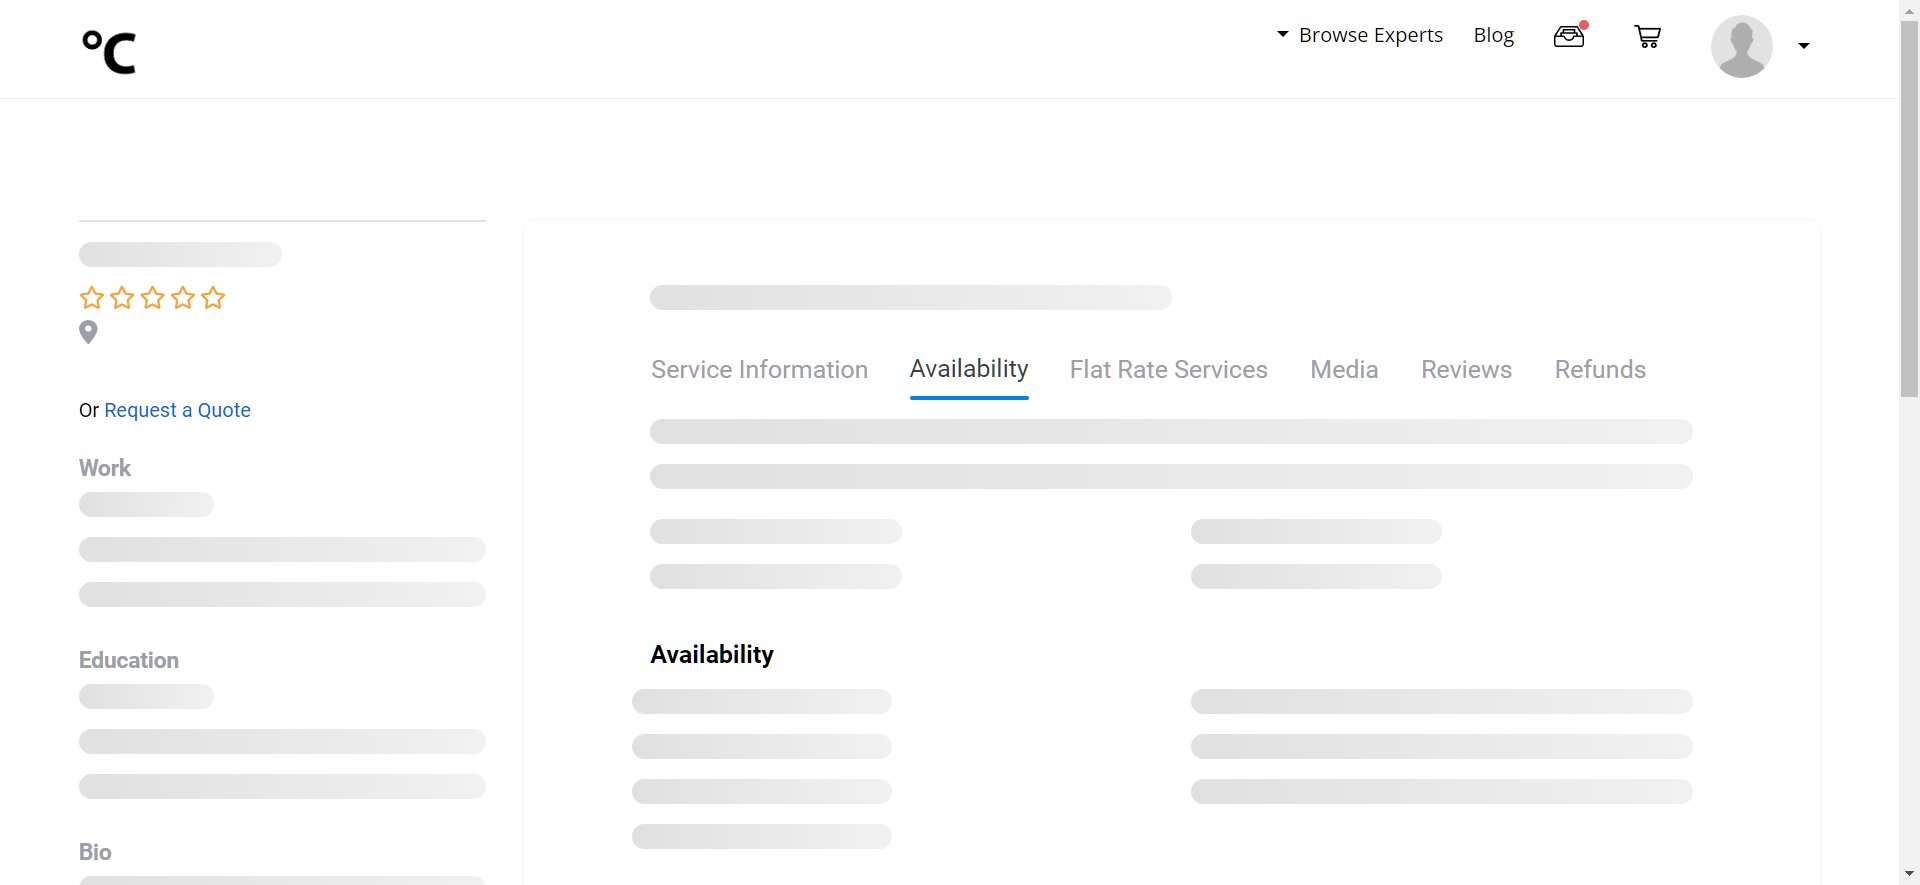 °C
Browse Experts
Blog
Service Information
Availability
Flat Rate Services
Media
Reviews
Refunds
Or Request a Quote
Work
Education
Bio
Availability